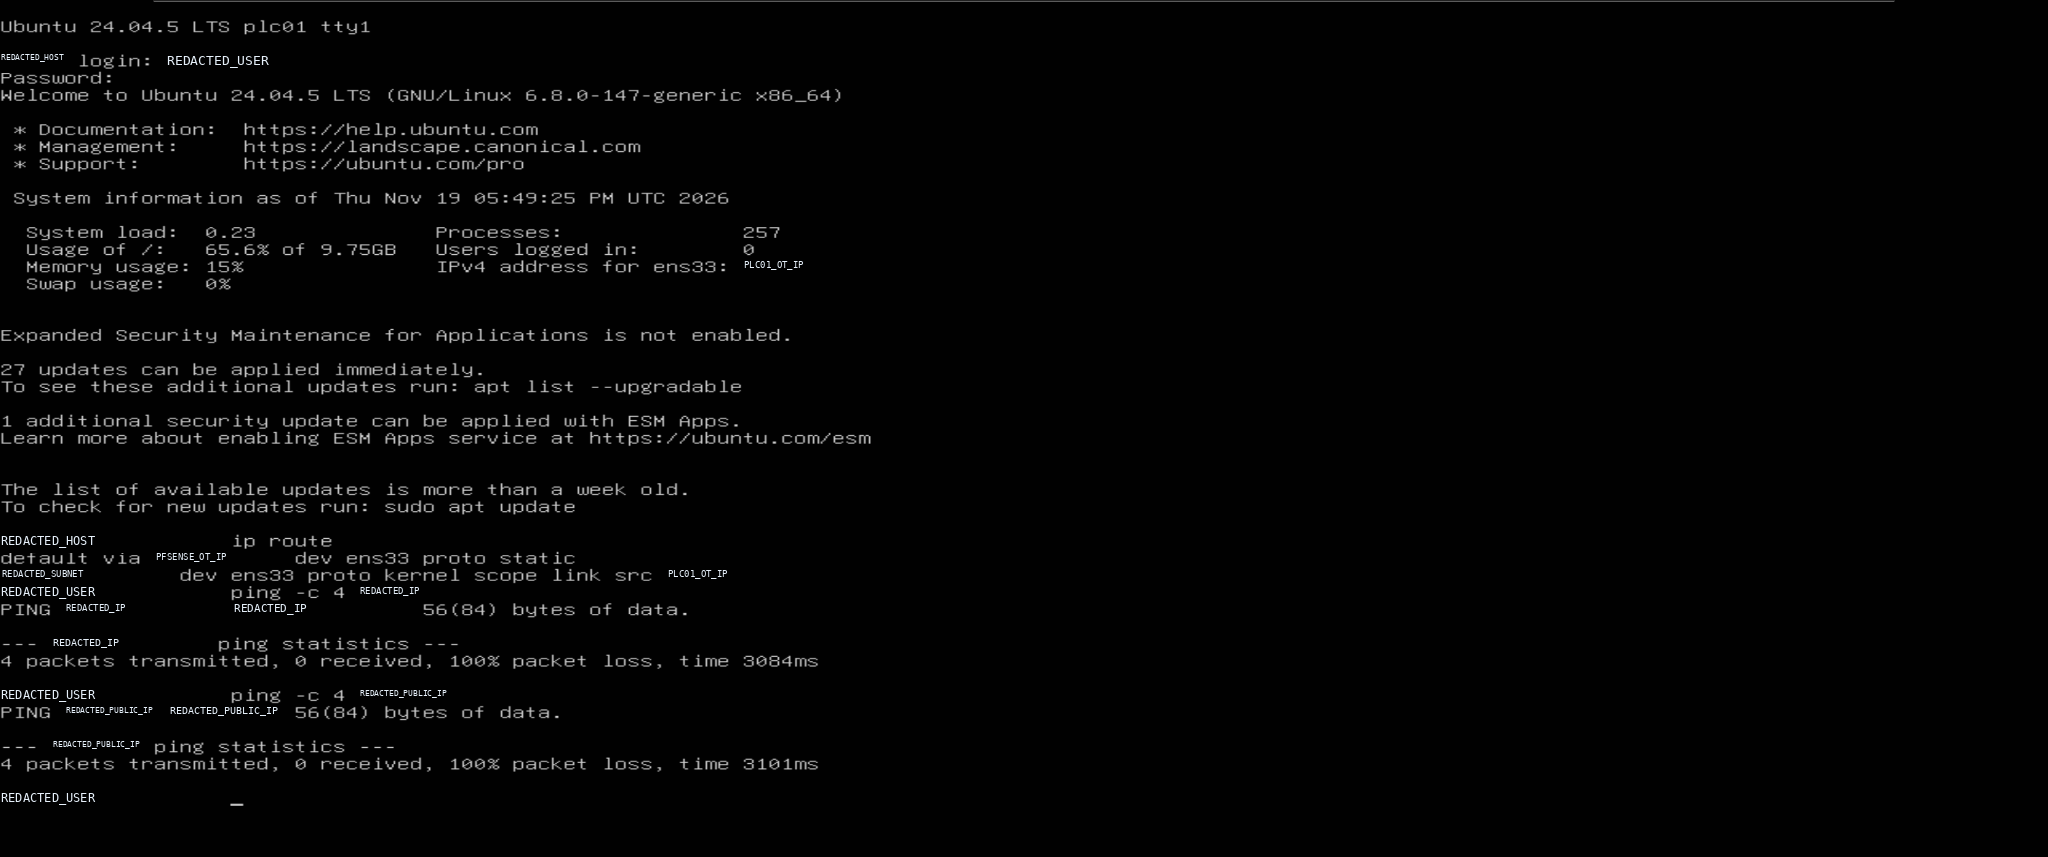 Ubuntu 24.04.5 LTS plc01 tty1
REDACTED_HOST login: REDACTED_USER
Password:
Welcome to Ubuntu 24.04.5 LTS (GNU/Linux 6.8.0-147-generic x86_64)
* Documentation: https://help.ubuntu.com
* Management: https://landscape.canonical.com
* Support: https://ubuntu.com/pro
System information as of Thu Nov 19 05:49:25 PM UTC 2026
System load: 0.23 Processes: 257
Usage of /: 65.6% of 9.75GB Users logged in: 0
Memory usage: 15% IPv4 address for ens33: PLC01_OT_IP
Swap usage: 0%
Expanded Security Maintenance for Applications is not enabled.
27 updates can be applied immediately.
To see these additional updates run: apt list --upgradable
1 additional security update can be applied with ESM Apps.
Learn more about enabling ESM Apps service at https://ubuntu.com/esm
The list of available updates is more than a week old.
To check for new updates run: sudo apt update
REDACTED_HOST ip route
default via PFSENSE_OT_IP dev ens33 proto static
REDACTED_SUBNET dev ens33 proto kernel scope link src PLC01_OT_IP
REDACTED_USER ping -c 4 REDACTED_IP
PING REDACTED_IP REDACTED_IP 56(84) bytes of data.
--- REDACTED_IP ping statistics ---
4 packets transmitted, 0 received, 100% packet loss, time 3084ms
REDACTED_USER ping -c 4 REDACTED_PUBLIC_IP
PING REDACTED_PUBLIC_IP REDACTED_PUBLIC_IP 56(84) bytes of data.
--- REDACTED_PUBLIC_IP ping statistics ---
4 packets transmitted, 0 received, 100% packet loss, time 3101ms
REDACTED_USER _